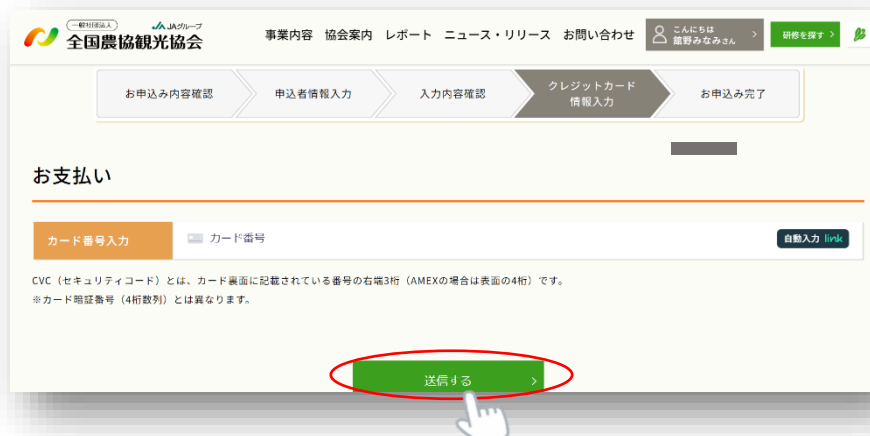 一般社団法人 JAグループ
全国農協観光協会
事業内容 協会案内 レポート ニュース・リリース お問い合わせ
こんにちは
舘野みなみさん
研修を探す
お申込み内容確認 申込者情報入力 入力内容確認 クレジットカード
情報入力 お申込み完了
お支払い
カード番号入力 カード番号 自動入力 link
CVC（セキュリティコード）とは、カード裏面に記載されている番号の右端3桁（AMEXの場合は表面の4桁）です。
※カード暗証番号（4桁数列）とは異なります。
送信する